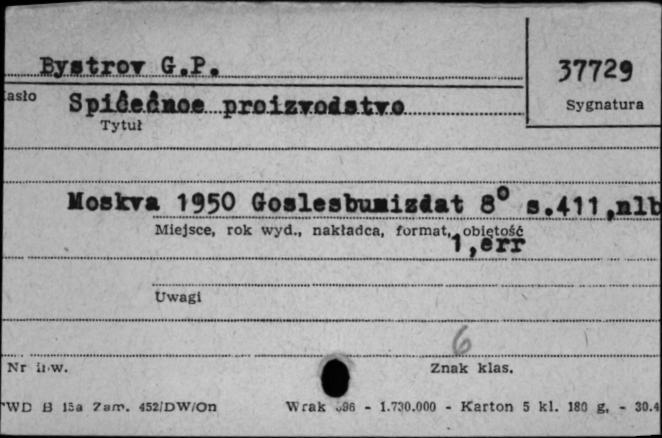 Bystrov G.P.
37729
Spičečnoe proizvodstvo
Sygnatura
Tytuł
Moskva 1950 Goslesbumizdat 8° s.411,nlb
Miejsce, rok wyd., nakładca, format, objętość
1,err
Uwagi
6
Nr inw.
Znak klas.
WD B 15a Zam. 452/DW/On Wrak 396 - 1.700.000 - Karton 5 kl. 180 g, - 30.4